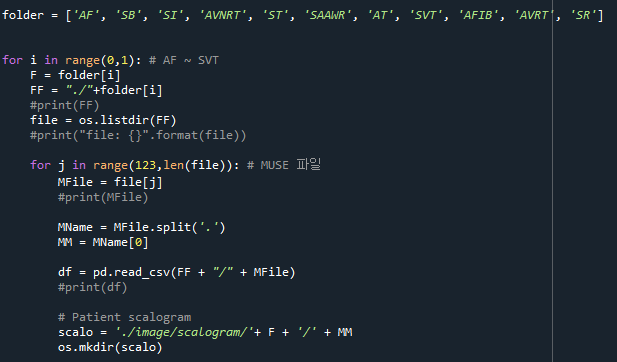 folder = ['AF', 'SB', 'SI', 'AVNRT', 'ST', 'SAAWR', 'AT', 'SVT', 'AFIB', 'AVRT', 'SR']
for i in range(0,1): # AF ~ SVT
    F = folder[i]
    FF = "./"+folder[i]
    #print(FF)
    file = os.listdir(FF)
    #print("file: {}".format(file))
    for j in range(123,len(file)): # MUSE 파일
        MFile = file[j]
        #print(MFile)
        MName = MFile.split('.')
        MM = MName[0]
        df = pd.read_csv(FF + "/" + MFile)
        #print(df)
        # Patient scalogram
        scalo = './image/scalogram/'+ F + '/' + MM
        os.mkdir(scalo)